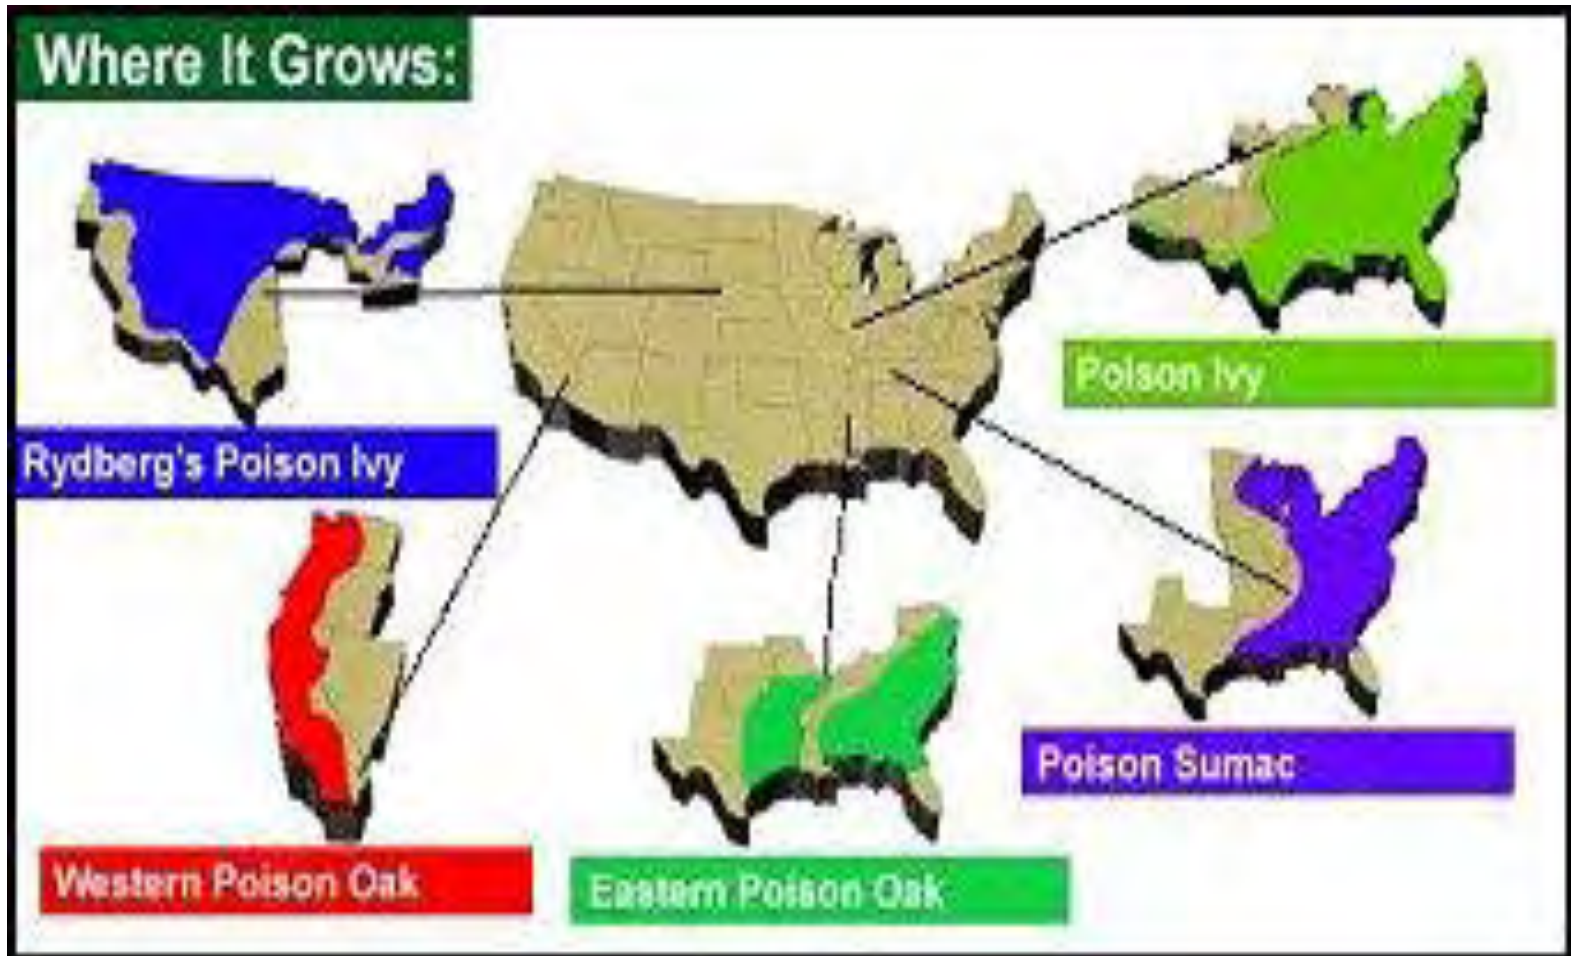 Where It Grows:
Poison Ivy
Rydberg's Poison Ivy
Poison Sumac
Western Poison Oak
Eastern Poison Oak